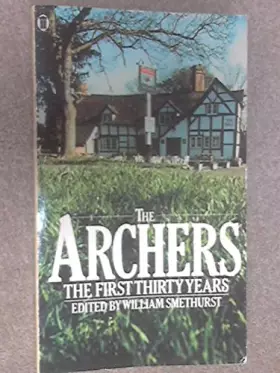 The
ARCHERS
THE FIRST THIRTY YEARS
EDITED BY WILLIAM SMETHURST